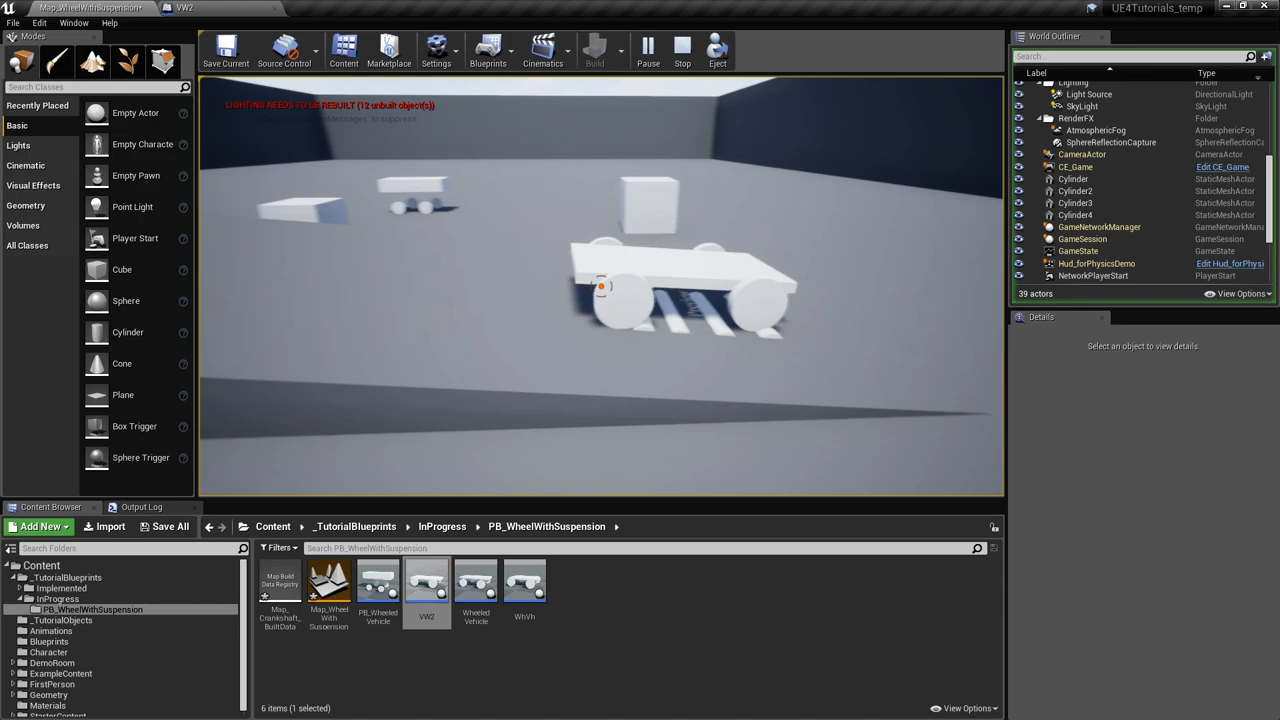 Map_WheelWithSuspension*
VW2
UE4Tutorials_temp
File Edit Window Help
Modes
Search Classes
Recently Placed
Basic
Lights
Cinematic
Visual Effects
Geometry
Volumes
All Classes
Empty Actor
Empty Characte
Empty Pawn
Point Light
Player Start
Cube
Sphere
Cylinder
Cone
Plane
Box Trigger
Sphere Trigger
Save Current Source Control Content Marketplace Settings Blueprints Cinematics Build Pause Stop Eject
LIGHTING NEEDS TO BE REBUILT (12 unbuilt object(s))
to suppress
World Outliner
Search...
Label Type
Lighting Folder
Light Source DirectionalLight
SkyLight SkyLight
RenderFX Folder
AtmosphericFog AtmosphericFog
SphereReflectionCapture SphereReflectionCa
CameraActor CameraActor
CE_Game Edit CE_Game
Cylinder StaticMeshActor
Cylinder2 StaticMeshActor
Cylinder3 StaticMeshActor
Cylinder4 StaticMeshActor
GameNetworkManager GameNetworkMana
GameSession GameSession
GameState GameState
Hud_forPhysicsDemo Edit Hud_forPhysi
NetworkPlayerStart PlayerStart
39 actors
View Options
Details
Select an object to view details.
Content Browser Output Log
Add New Import Save All Content _TutorialBlueprints InProgress PB_WheelWithSuspension
Search Folders
Filters Search PB_WheelWithSuspension
Content
_TutorialBlueprints
Implemented
InProgress
PB_WheelWithSuspension
_TutorialObjects
Animations
Blueprints
Character
DemoRoom
ExampleContent
FirstPerson
Geometry
Materials
StarterContent
Map Build
Data Registry
Map_
Crankshaft_
BuiltData
Map_Wheel
With
Suspension
PB_Wheeled
Vehicle
VW2
Wheeled
Vehicle
WhVh
6 items (1 selected)
View Options